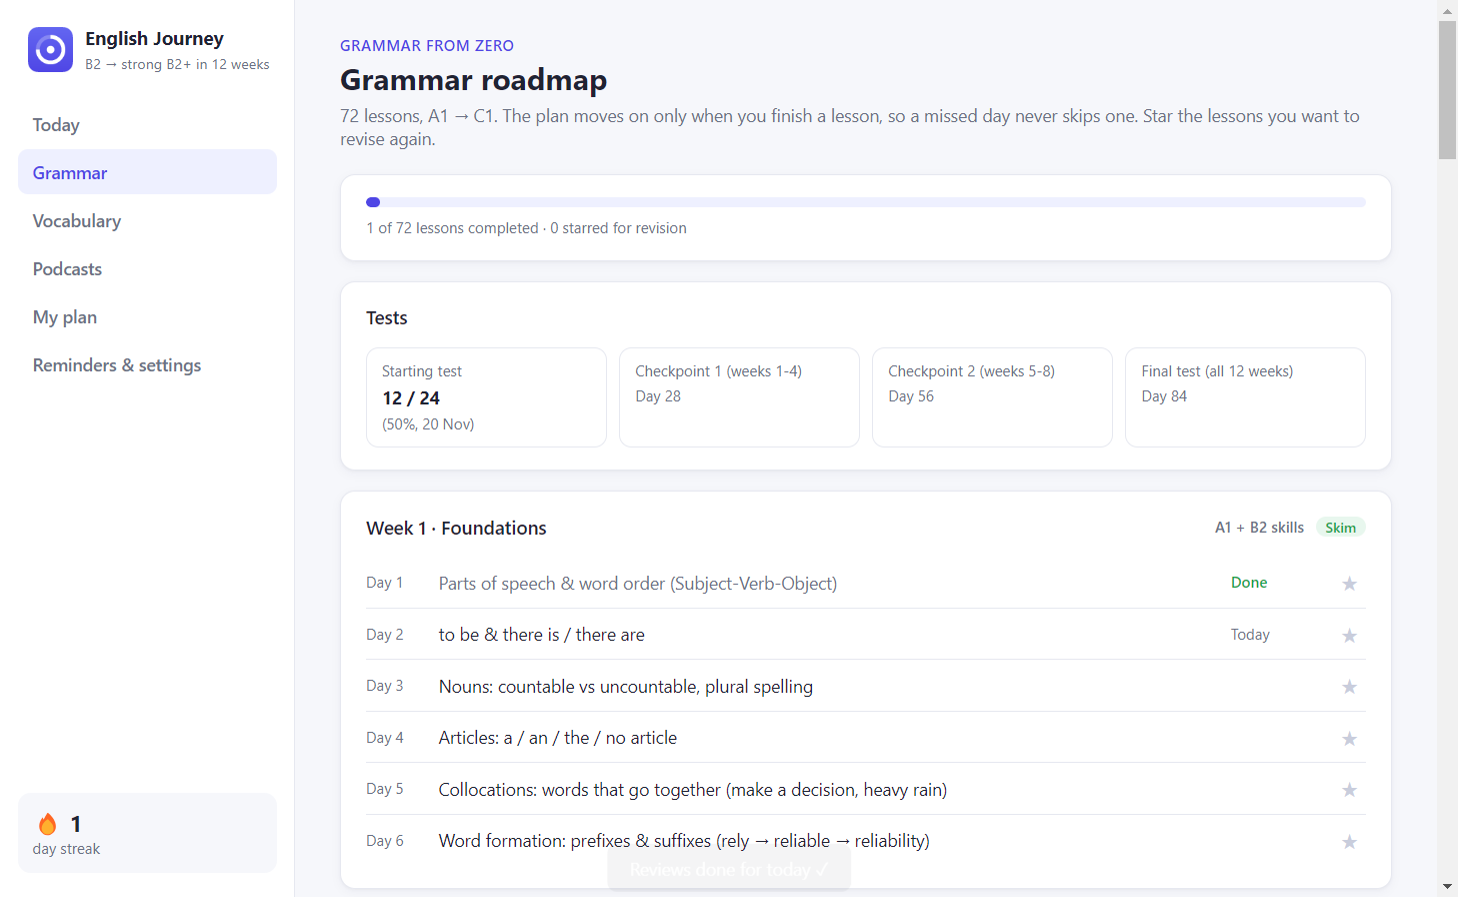 English Journey
B2 → strong B2+ in 12 weeks
Today
Grammar
Vocabulary
Podcasts
My plan
Reminders & settings
1
day streak
GRAMMAR FROM ZERO
Grammar roadmap
72 lessons, A1 → C1. The plan moves on only when you finish a lesson, so a missed day never skips one. Star the lessons you want to
revise again.
1 of 72 lessons completed · 0 starred for revision
Tests
Starting test
12 / 24
(50%, 20 Nov)
Checkpoint 1 (weeks 1-4)
Day 28
Checkpoint 2 (weeks 5-8)
Day 56
Final test (all 12 weeks)
Day 84
Week 1 · Foundations A1 + B2 skills Skim
Day 1 Parts of speech & word order (Subject-Verb-Object) Done ★
Day 2 to be & there is / there are Today ★
Day 3 Nouns: countable vs uncountable, plural spelling ★
Day 4 Articles: a / an / the / no article ★
Day 5 Collocations: words that go together (make a decision, heavy rain) ★
Day 6 Word formation: prefixes & suffixes (rely → reliable → reliability) ★
Reviews done for today ✓